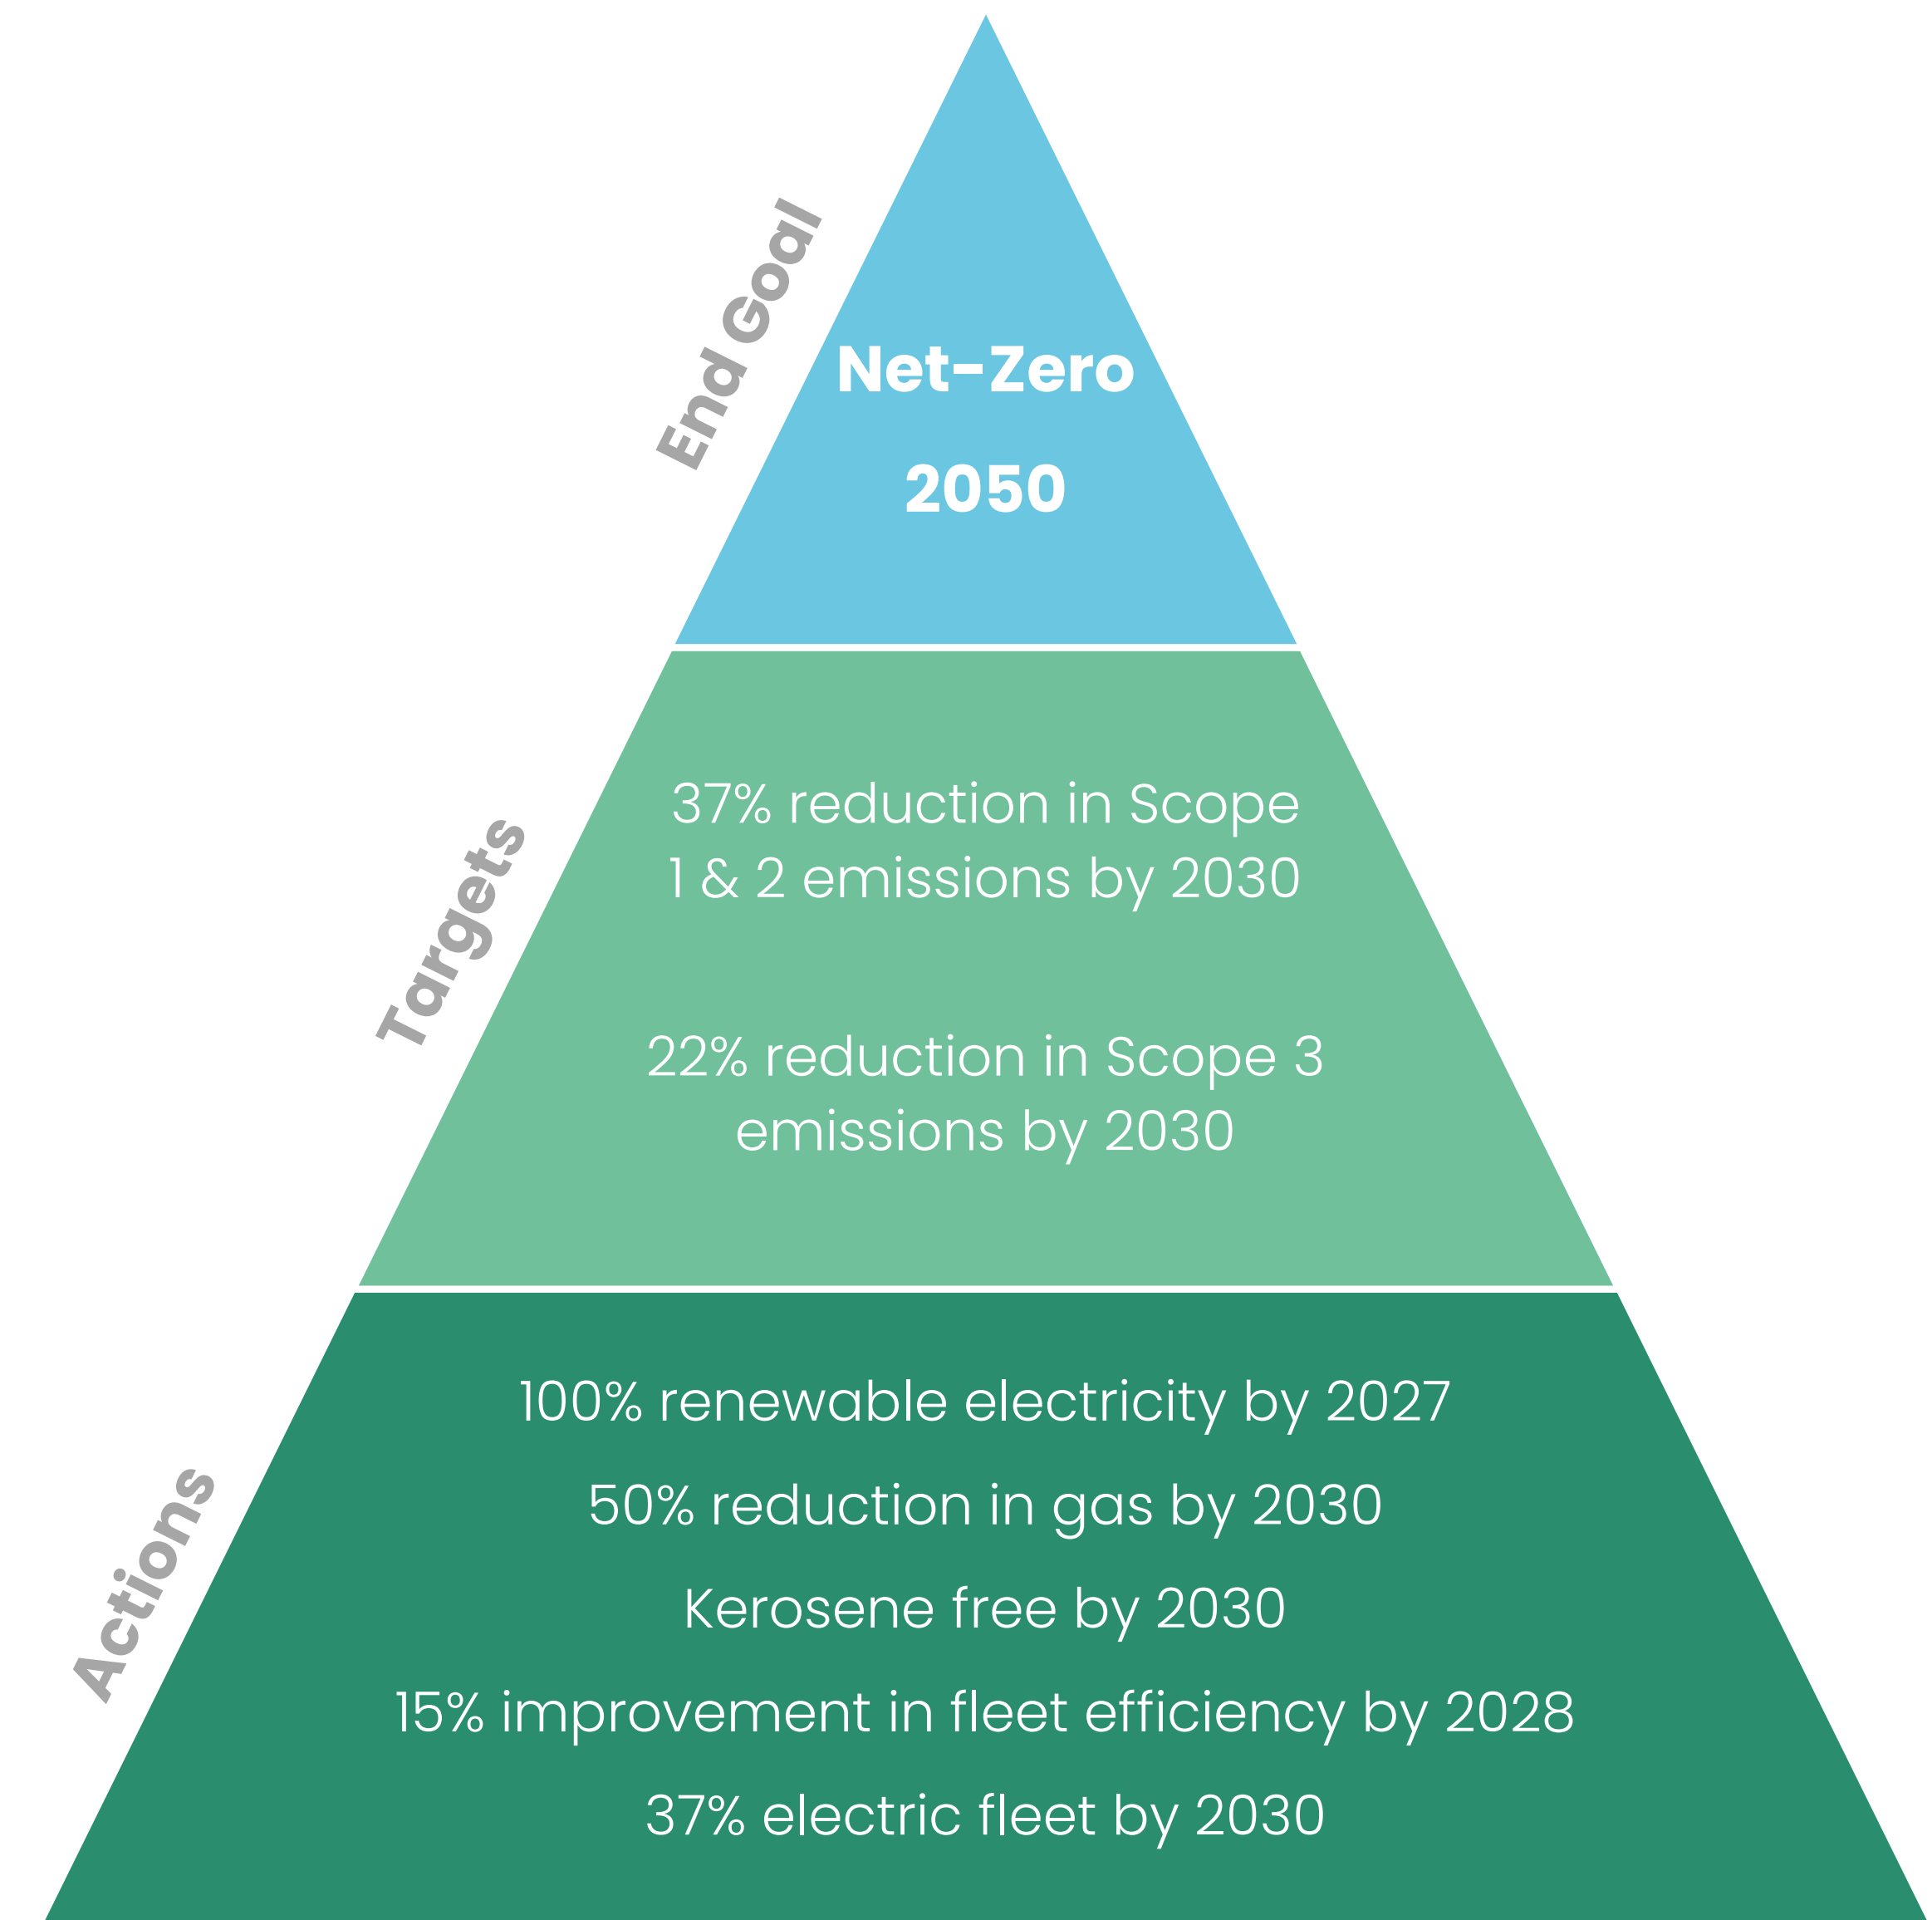 End Goal
Net-Zero
2050
Targets
37% reduction in Scope
1 & 2 emissions by 2030
22% reduction in Scope 3
emissions by 2030
Actions
100% renewable electricity by 2027
50% reduction in gas by 2030
Kerosene free by 2030
15% improvement in fleet efficiency by 2028
37% electric fleet by 2030